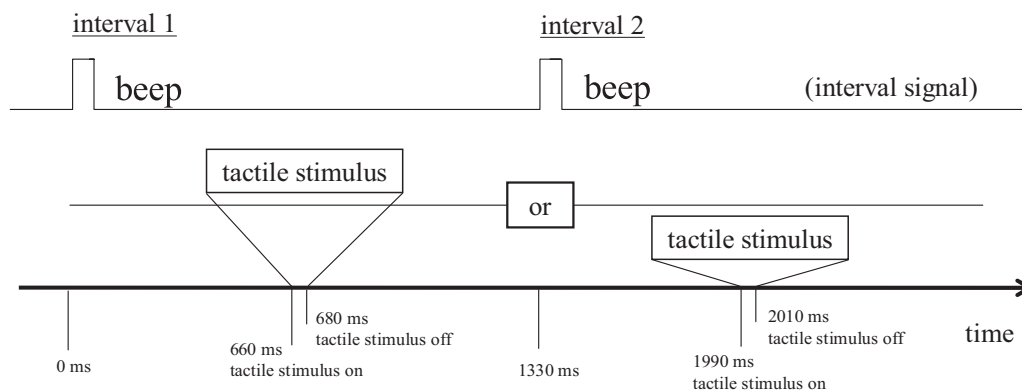 interval 1
interval 2
beep
beep
(interval signal)
tactile stimulus
or
tactile stimulus
680 ms
tactile stimulus off
2010 ms
tactile stimulus off
time
660 ms
tactile stimulus on
0 ms
1330 ms
1990 ms
tactile stimulus on